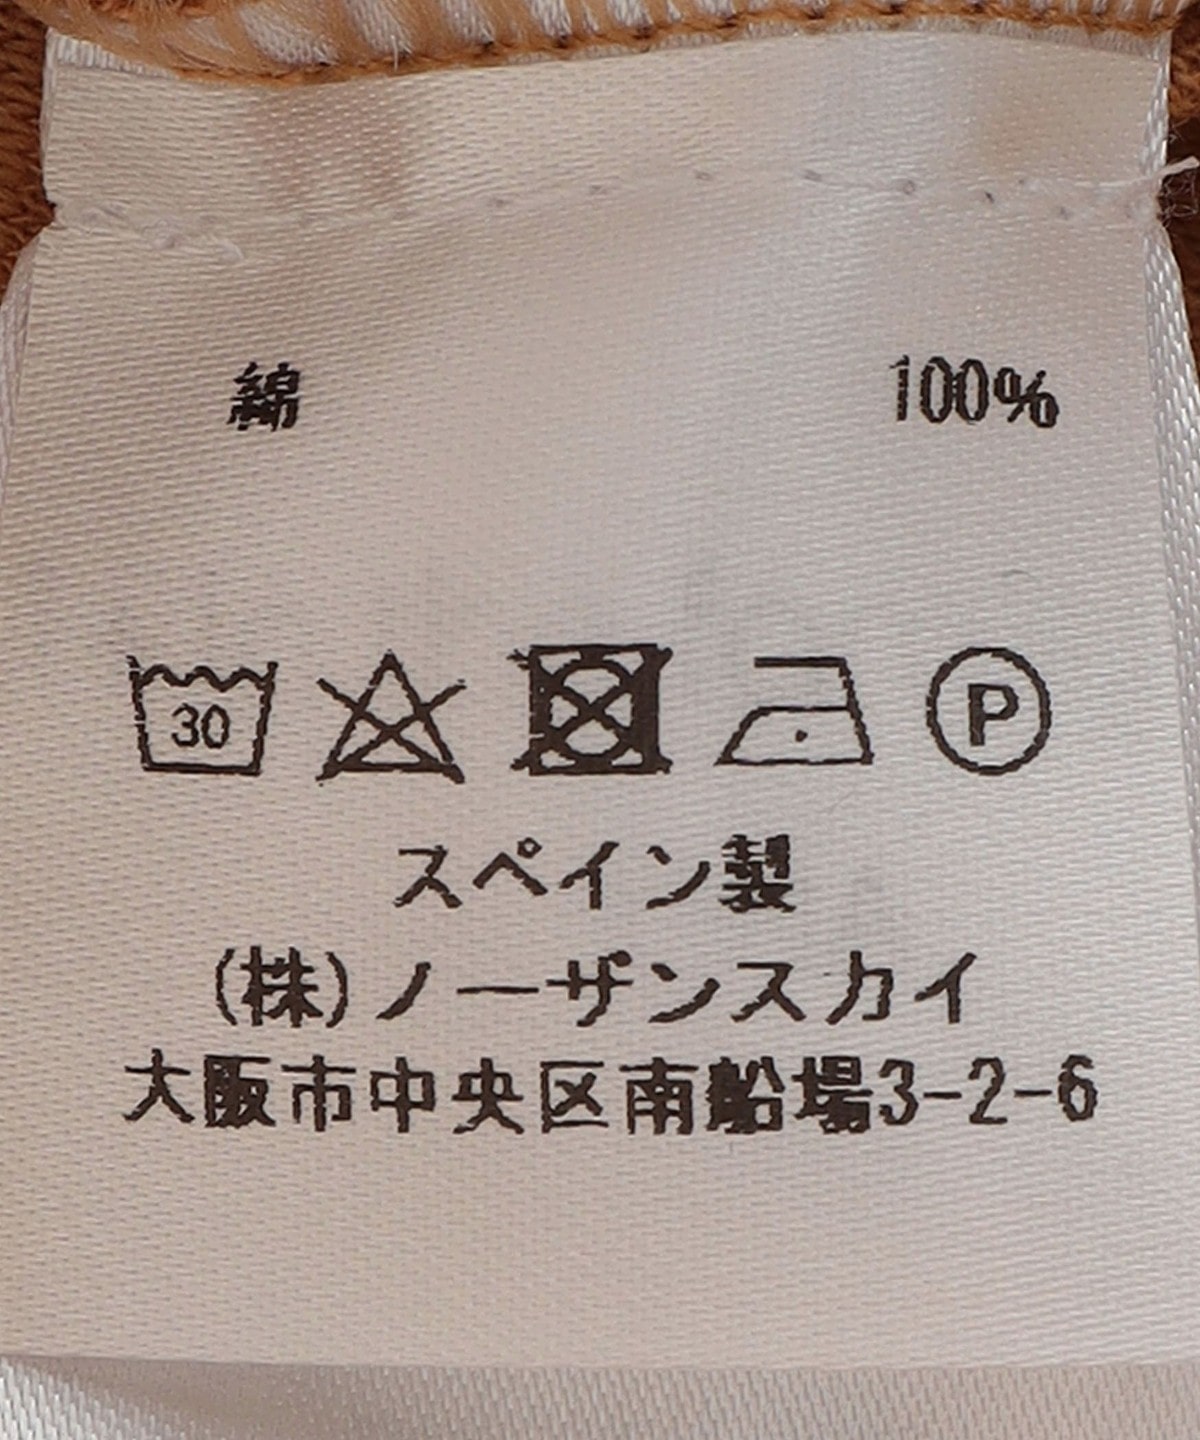 綿 100%
30 P
スペイン製
(株)ノーザンスカイ
大阪市中央区南船場3-2-6